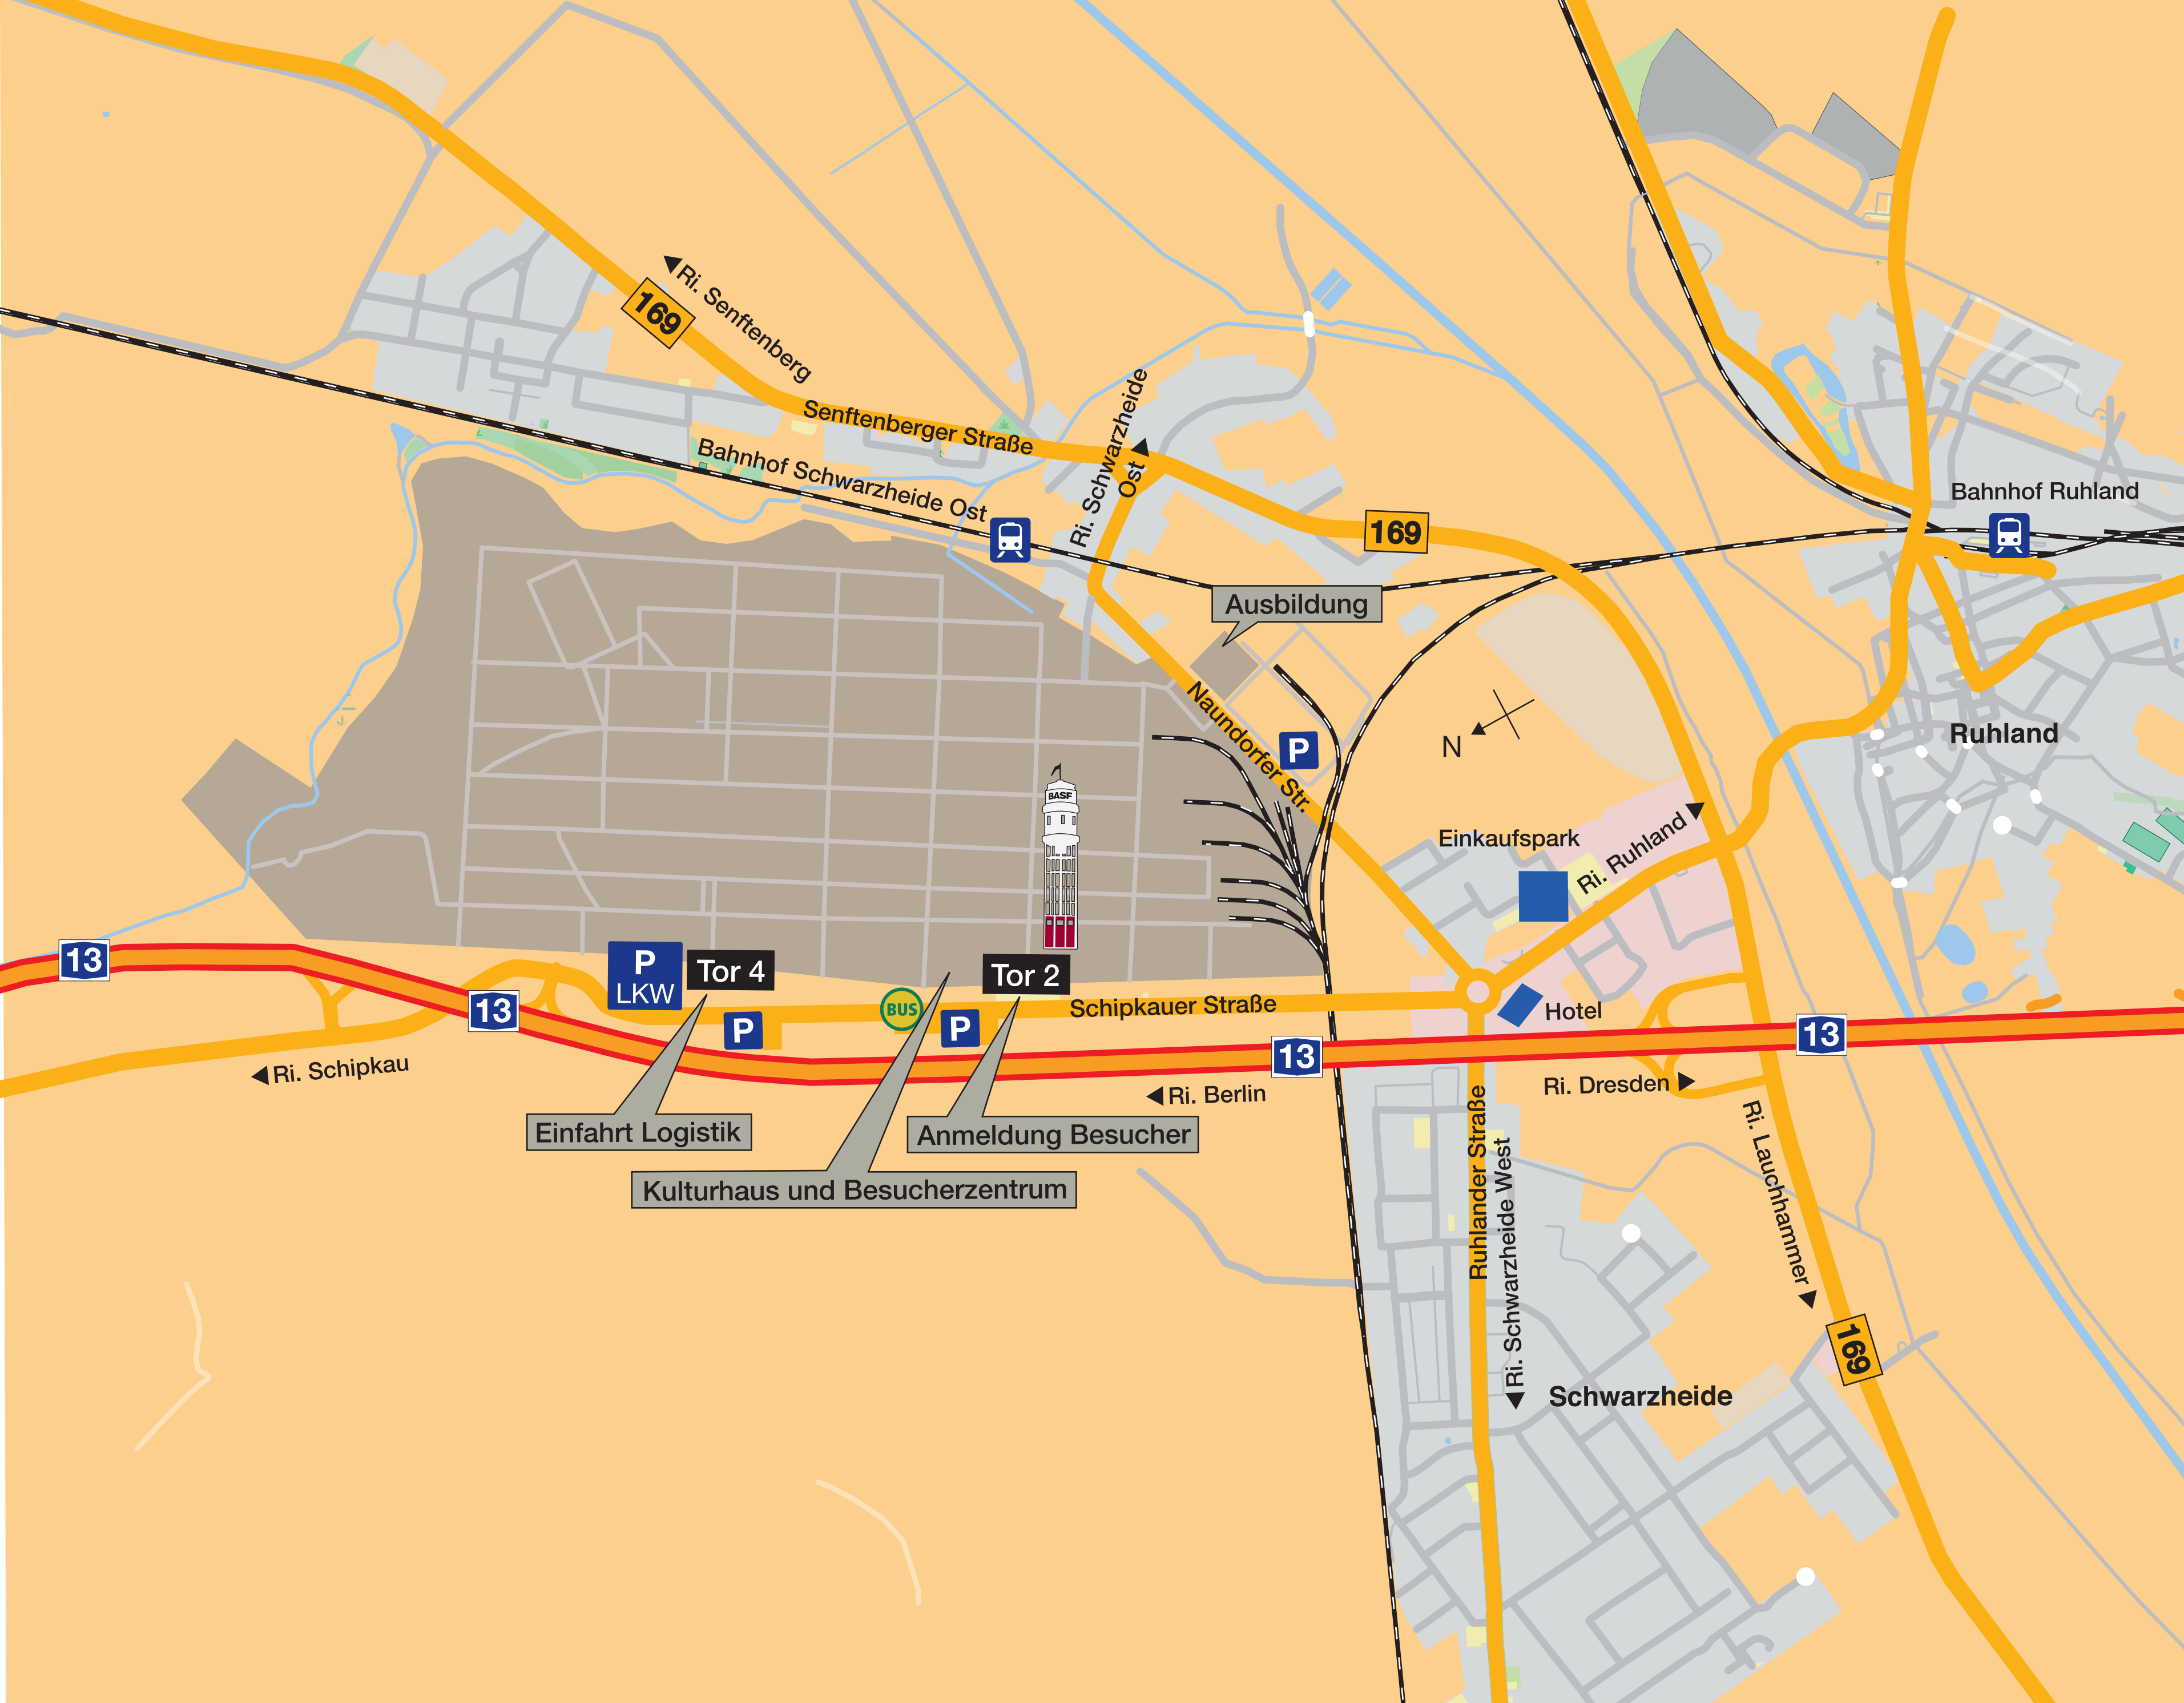 Ri. Senftenberg
169
Senftenberger Straße
Bahnhof Schwarzheide Ost
Ri. Schwarzheide
Ost
169
Bahnhof Ruhland
Ausbildung
Naundorfer Str.
P
N
Ruhland
BASF
Einkaufspark
Ri. Ruhland
13
P
LKW
Tor 4
Tor 2
13
BUS
P
P
Schipkauer Straße
Hotel
13
13
Ri. Schipkau
Ri. Berlin
Ri. Dresden
Einfahrt Logistik
Anmeldung Besucher
Kulturhaus und Besucherzentrum
Ruhlander Straße
Ri. Schwarzheide West
Ri. Lauchhammer
169
Schwarzheide